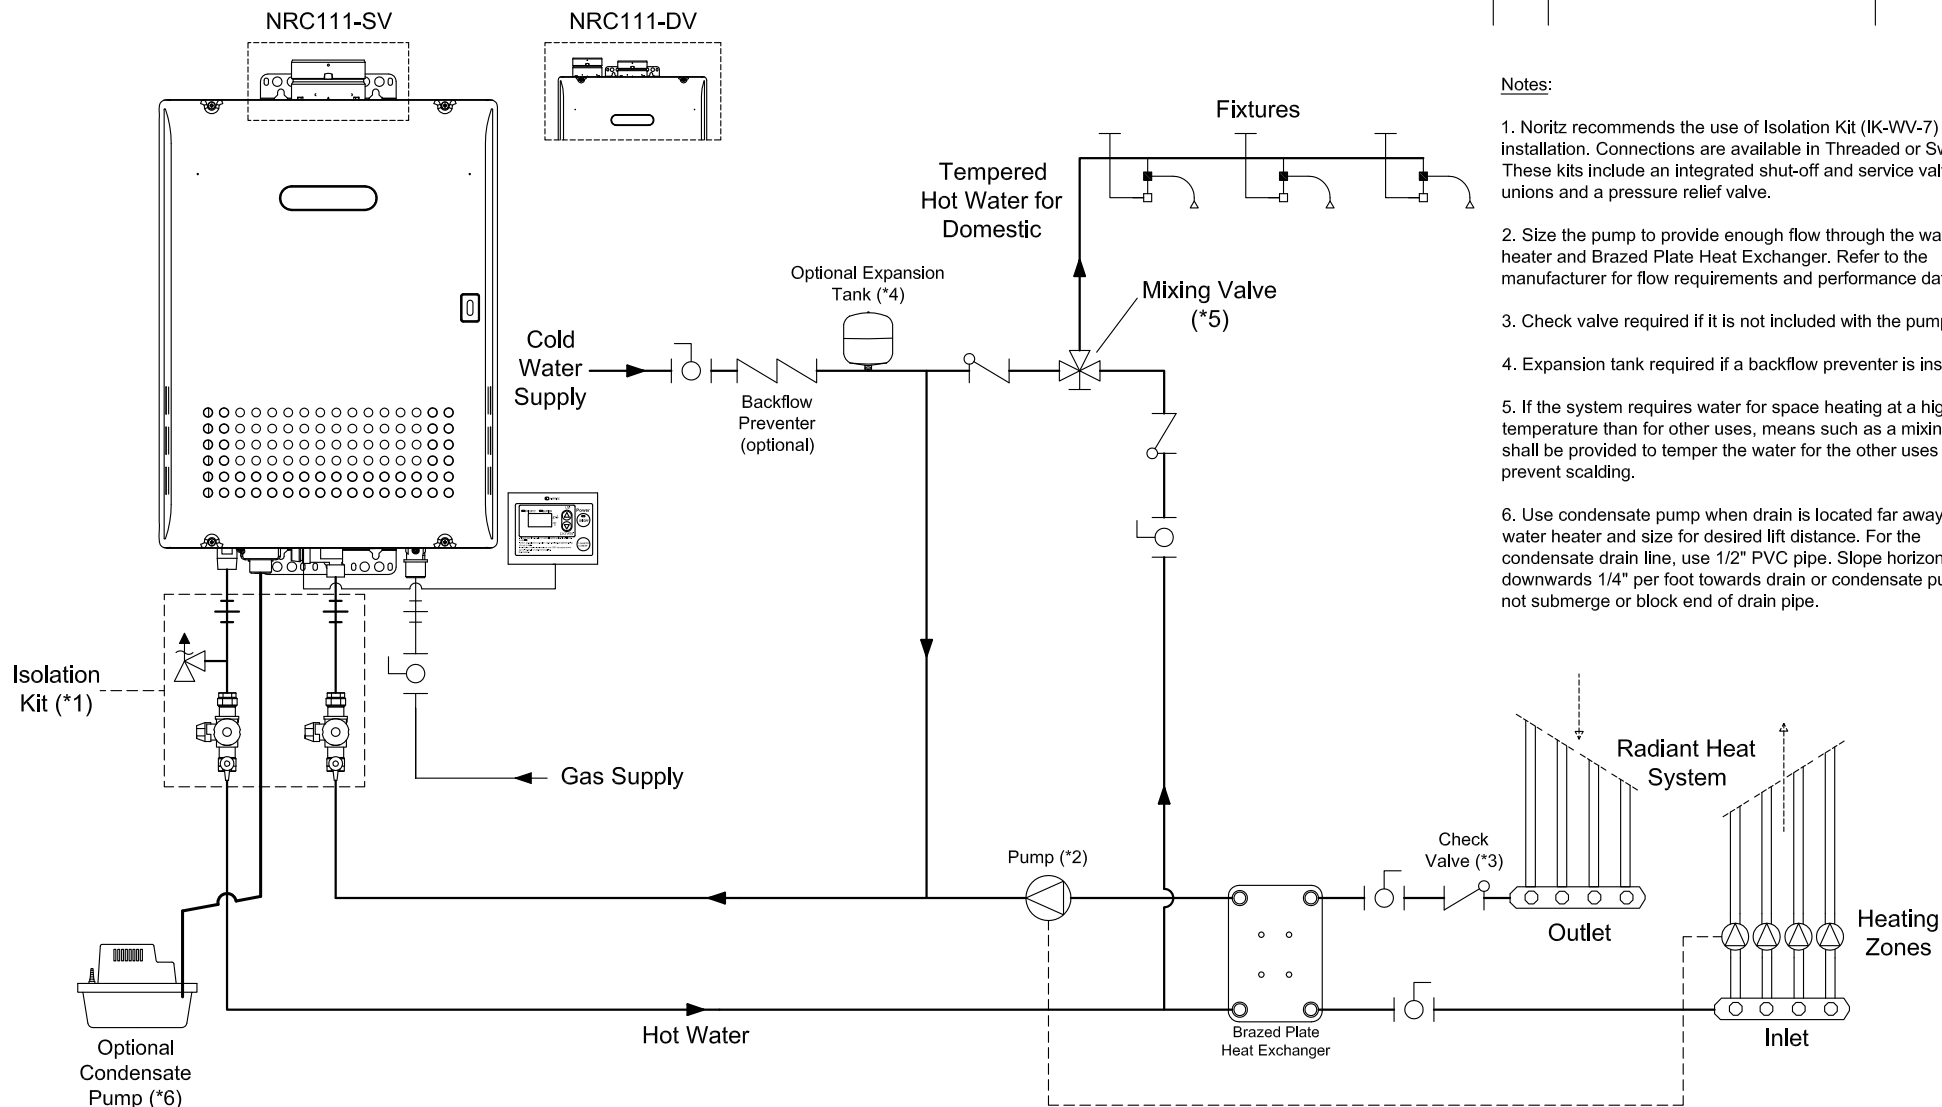 NRC111-SV
NRC111-DV
Notes:
1. Noritz recommends the use of Isolation Kit (IK-WV-7)
installation. Connections are available in Threaded or
These kits include an integrated shut-off and service
unions and a pressure relief valve.
2. Size the pump to provide enough flow through the
heater and Brazed Plate Heat Exchanger. Refer to the
manufacturer for flow requirements and performance
3. Check valve required if it is not included with the pump
4. Expansion tank required if a backflow preventer is
5. If the system requires water for space heating at a
temperature than for other uses, means such as a
shall be provided to temper the water for the other uses
prevent scalding.
6. Use condensate pump when drain is located far away
water heater and size for desired lift distance. For the
condensate drain line, use 1/2" PVC pipe. Slope
downwards 1/4" per foot towards drain or condensate
not submerge or block end of drain pipe.
Fixtures
Tempered
Hot Water for
Domestic
Optional Expansion
Tank (*4)
Mixing Valve
(*5)
Cold
Water
Supply
Backflow
Preventer
(optional)
Power
Isolation
Kit (*1)
Gas Supply
Radiant Heat
System
Check
Valve (*3)
Pump (*2)
Outlet
Heating
Zones
Inlet
Brazed Plate
Heat Exchanger
Hot Water
Optional
Condensate
Pump (*6)